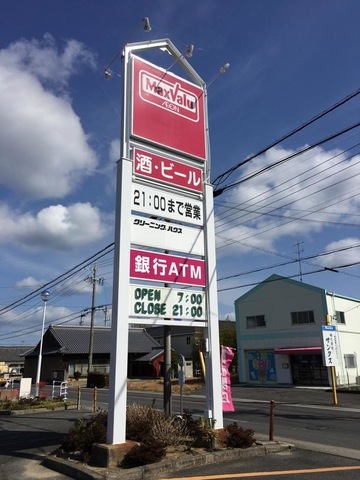 MaxValu
ÆON
酒・ビール
21:00まで営業
クリーニング ハウス
銀行ATM
OPEN 7:00
CLOSE 21:00
サンクス